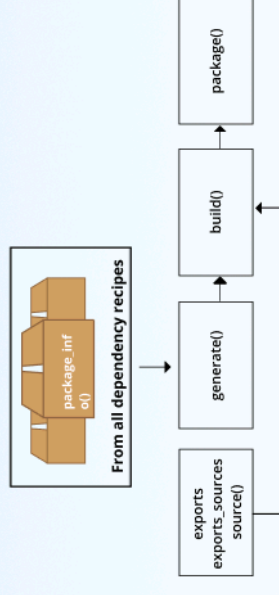 package_inf
o()
From all dependency recipes
exports
exports_sources
source()
generate()
build()
package()